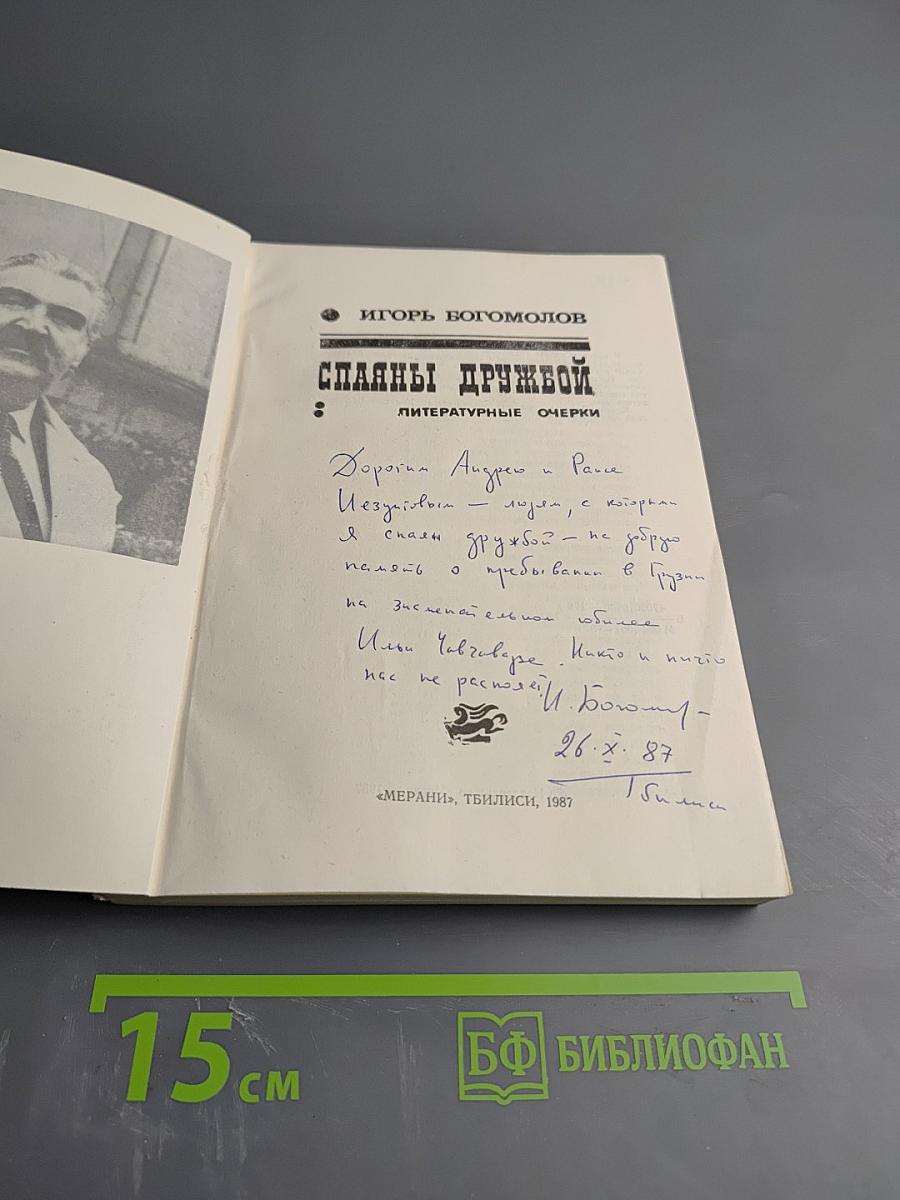 ИГОРЬ БОГОМОЛОВ
СПАЯНЫ ДРУЖБОЙ
ЛИТЕРАТУРНЫЕ ОЧЕРКИ
Дорогим Андрею и Раисе
Иезуитовым — людям, с которыми
я спаян дружбой — на добрую
память о пребывании в Грузии
на знаменательном юбилее
Ильи Чавчавадзе. Никто и ничто
нас не распояет!
И. Богомол
26.X.87
Тбилиси
«МЕРАНИ», ТБИЛИСИ, 1987
15 см
БФ БИБЛИОФАН